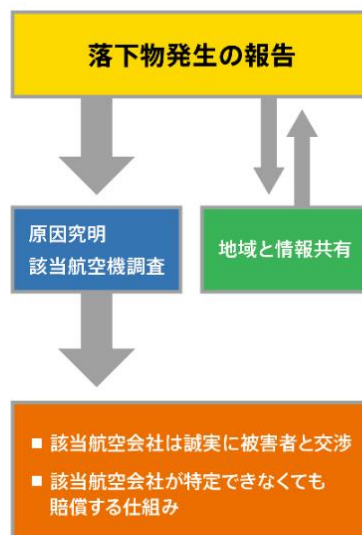 落下物発生の報告
原因究明
該当航空機調査
地域と情報共有
■ 該当航空会社は誠実に被害者と交渉
■ 該当航空会社が特定できなくても
賠償する仕組み